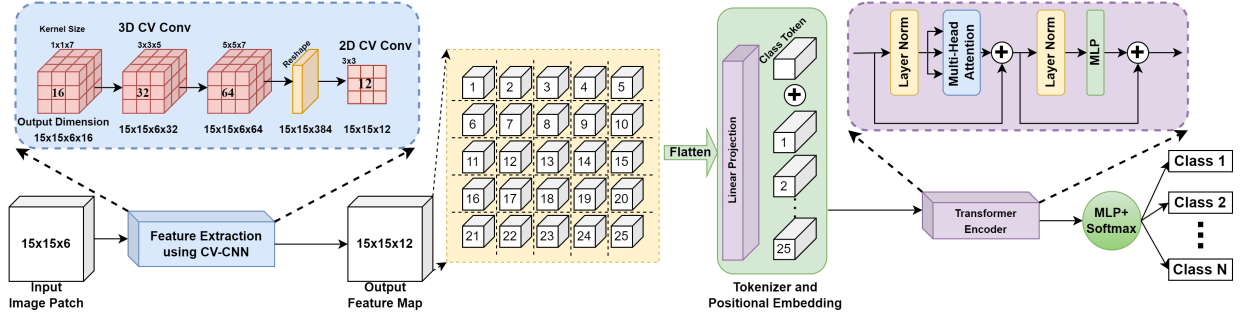 Kernel Size
3D CV Conv
2D CV Conv
1x1x7
3x3x5
5x5x7
Reshape
3x3
16
32
64
12
Output Dimension
15x15x6x16
15x15x6x32
15x15x6x64
15x15x384
15x15x12
15x15x6
Input
Image Patch
Feature Extraction
using CV-CNN
15x15x12
Output
Feature Map
1 2 3 4 5
6 7 8 9 10
11 12 13 14 15
16 17 18 19 20
21 22 23 24 25
Flatten
Linear Projection
Class Token
1
2
25
Tokenizer and
Positional Embedding
Layer Norm
Multi-Head
Attention
Layer Norm
MLP
Transformer
Encoder
MLP+
Softmax
Class 1
Class 2
Class N